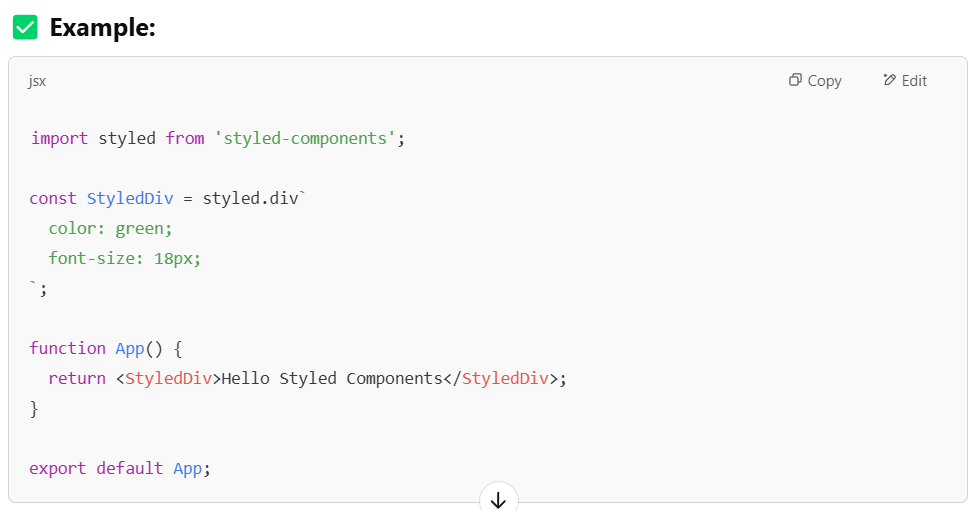 Example:
jsx
Copy
Edit
import styled from 'styled-components';
const StyledDiv = styled.div`
  color: green;
  font-size: 18px;
`;
function App() {
  return <StyledDiv>Hello Styled Components</StyledDiv>;
}
export default App;